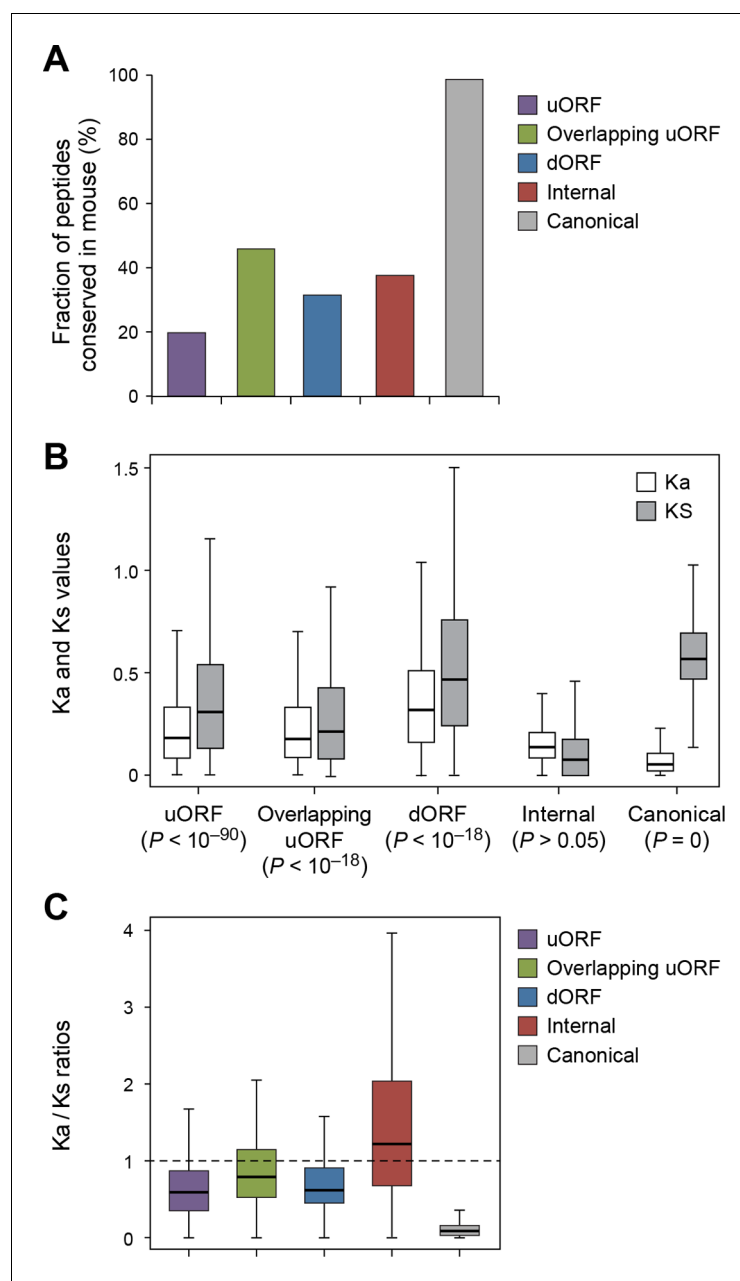 A
Fraction of peptides
conserved in mouse (%)
100
80
60
40
20
0
uORF
Overlapping uORF
dORF
Internal
Canonical
B
Ka and Ks values
1.5
1.0
0.5
0
Ka
KS
uORF
(P < 10⁻⁹⁰)
Overlapping
uORF
(P < 10⁻¹⁸)
dORF
(P < 10⁻¹⁸)
Internal
(P > 0.05)
Canonical
(P = 0)
C
Ka / Ks ratios
4
3
2
1
0
uORF
Overlapping uORF
dORF
Internal
Canonical